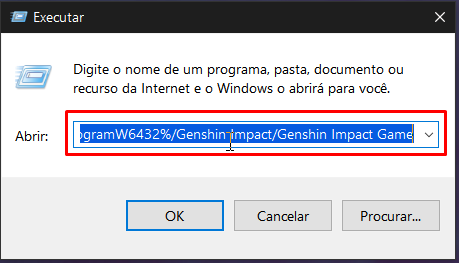 Executar
Digite o nome de um programa, pasta, documento ou
recurso da Internet e o Windows o abrirá para você.
Abrir: ogramW6432%/Genshin impact/Genshin Impact Game
OK Cancelar Procurar...